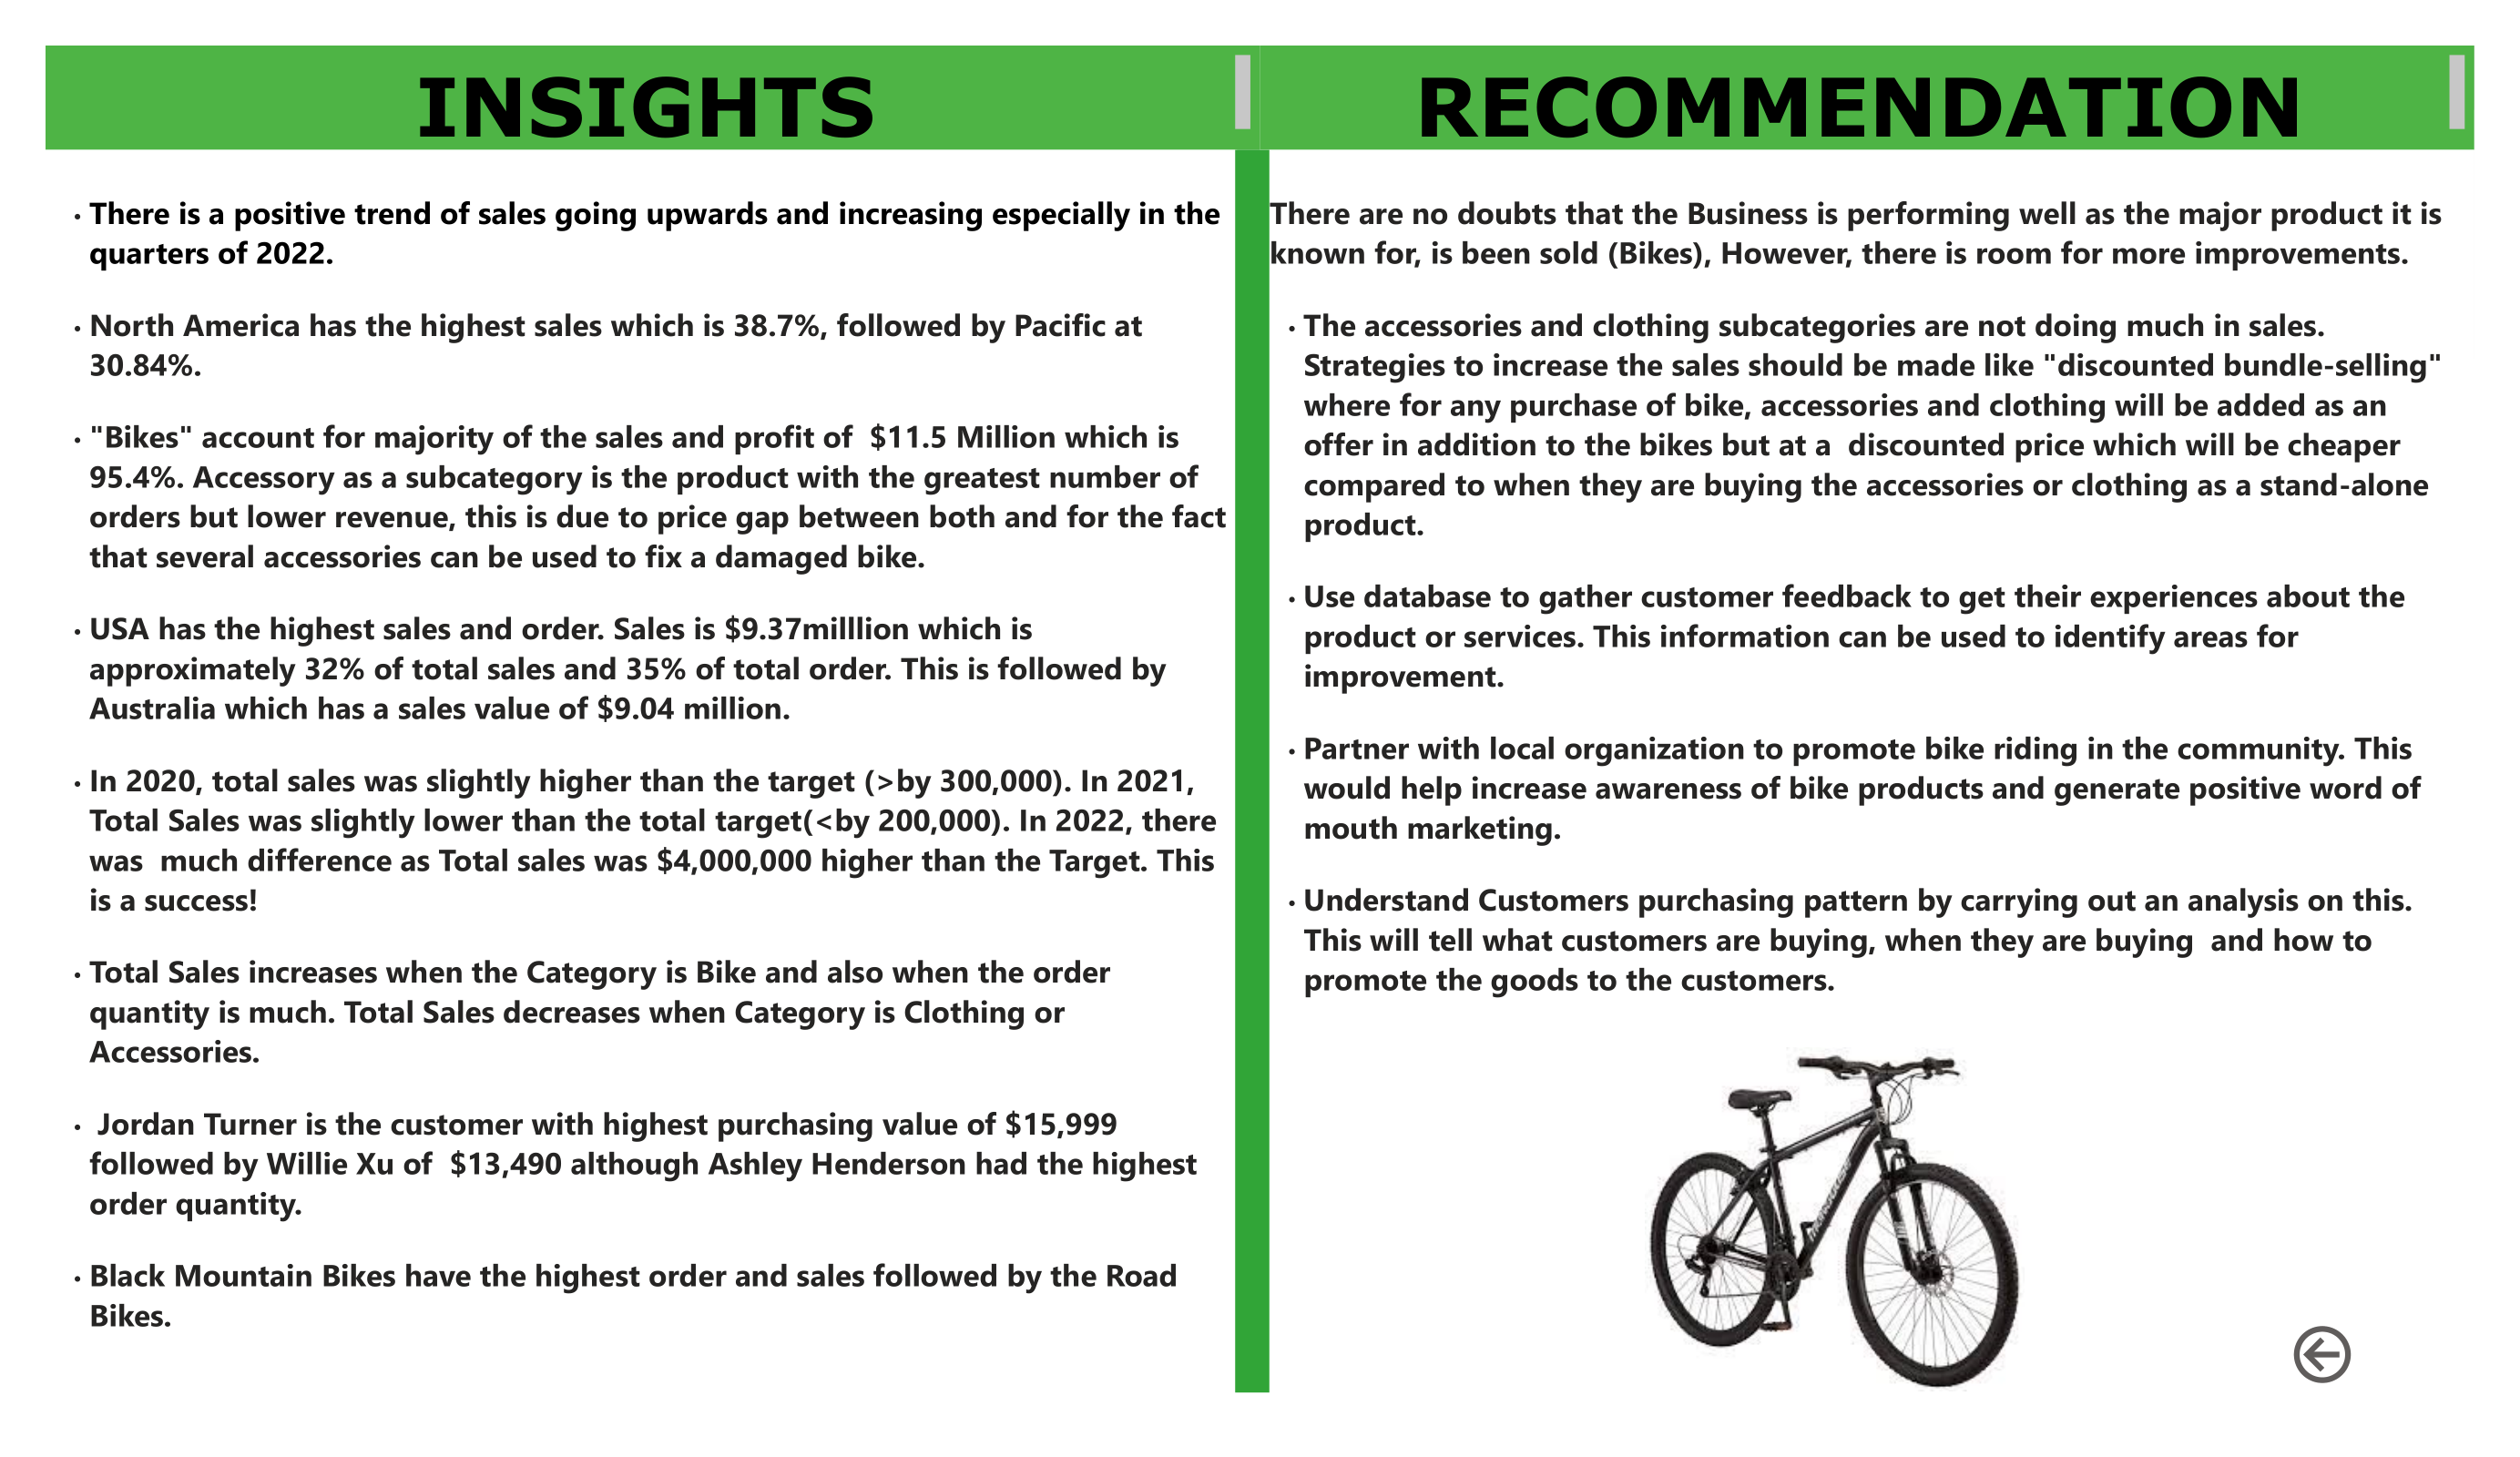 INSIGHTS
• There is a positive trend of sales going upwards and increasing especially in the
quarters of 2022.
• North America has the highest sales which is 38.7%, followed by Pacific at
30.84%.
• "Bikes" account for majority of the sales and profit of  $11.5 Million which is
95.4%. Accessory as a subcategory is the product with the greatest number of
orders but lower revenue, this is due to price gap between both and for the fact
that several accessories can be used to fix a damaged bike.
• USA has the highest sales and order. Sales is $9.37milllion which is
approximately 32% of total sales and 35% of total order. This is followed by
Australia which has a sales value of $9.04 million.
• In 2020, total sales was slightly higher than the target (>by 300,000). In 2021,
Total Sales was slightly lower than the total target(<by 200,000). In 2022, there
was  much difference as Total sales was $4,000,000 higher than the Target. This
is a success!
• Total Sales increases when the Category is Bike and also when the order
quantity is much. Total Sales decreases when Category is Clothing or
Accessories.
•  Jordan Turner is the customer with highest purchasing value of $15,999
followed by Willie Xu of  $13,490 although Ashley Henderson had the highest
order quantity.
• Black Mountain Bikes have the highest order and sales followed by the Road
Bikes.
RECOMMENDATION
There are no doubts that the Business is performing well as the major product it is
known for, is been sold (Bikes), However, there is room for more improvements.
• The accessories and clothing subcategories are not doing much in sales.
Strategies to increase the sales should be made like "discounted bundle-selling"
where for any purchase of bike, accessories and clothing will be added as an
offer in addition to the bikes but at a  discounted price which will be cheaper
compared to when they are buying the accessories or clothing as a stand-alone
product.
• Use database to gather customer feedback to get their experiences about the
product or services. This information can be used to identify areas for
improvement.
• Partner with local organization to promote bike riding in the community. This
would help increase awareness of bike products and generate positive word of
mouth marketing.
• Understand Customers purchasing pattern by carrying out an analysis on this.
This will tell what customers are buying, when they are buying  and how to
promote the goods to the customers.